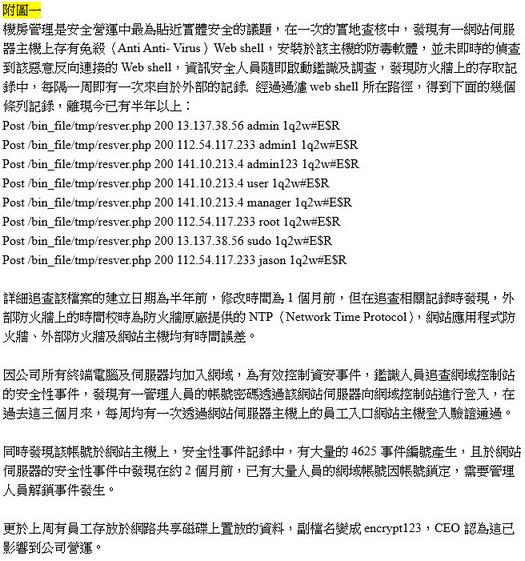 附圖一
機房管理是安全營運中最為貼近實體安全的議題，在一次的實地查核中，發現有一網站伺服
器主機上存有免殺（Anti Anti- Virus）Web shell，安裝於該主機的防毒軟體，並未即時的偵查
到該惡意反向連接的 Web shell，資訊安全人員隨即啟動鑑識及調查，發現防火牆上的存取記
錄中，每隔一周即有一次來自於外部的記錄. 經過過濾 web shell 所在路徑，得到下面的幾個
條列記錄，離現今已有半年以上：
Post /bin_file/tmp/resver.php 200 13.137.38.56 admin 1q2w#E$R
Post /bin_file/tmp/resver.php 200 112.54.117.233 admin1 1q2w#E$R
Post /bin_file/tmp/resver.php 200 141.10.213.4 admin123 1q2w#E$R
Post /bin_file/tmp/resver.php 200 141.10.213.4 user 1q2w#E$R
Post /bin_file/tmp/resver.php 200 141.10.213.4 manager 1q2w#E$R
Post /bin_file/tmp/resver.php 200 112.54.117.233 root 1q2w#E$R
Post /bin_file/tmp/resver.php 200 13.137.38.56 sudo 1q2w#E$R
Post /bin_file/tmp/resver.php 200 112.54.117.233 jason 1q2w#E$R
詳細追查該檔案的建立日期為半年前，修改時間為 1 個月前，但在追查相關記錄時發現，外
部防火牆上的時間校時為防火牆原廠提供的 NTP（Network Time Protocol），網站應用程式防
火牆、外部防火牆及網站主機均有時間誤差。
因公司所有終端電腦及伺服器均加入網域，為有效控制資安事件，鑑識人員追查網域控制站
的安全性事件，發現有一管理人員的帳號密碼透過該網站伺服器向網域控制站進行登入，在
過去這三個月來，每周均有一次透過網站伺服器主機上的員工入口網站主機登入驗證通過。
同時發現該帳號於網站主機上，安全性事件記錄中，有大量的 4625 事件編號產生，且於網站
伺服器的安全性事件中發現在約 2 個月前，已有大量人員的網域帳號因帳號鎖定，需要管理
人員解鎖事件發生。
更於上周有員工存放於網路共享磁碟上置放的資料，副檔名變成 encrypt123，CEO 認為這已
影響到公司營運。